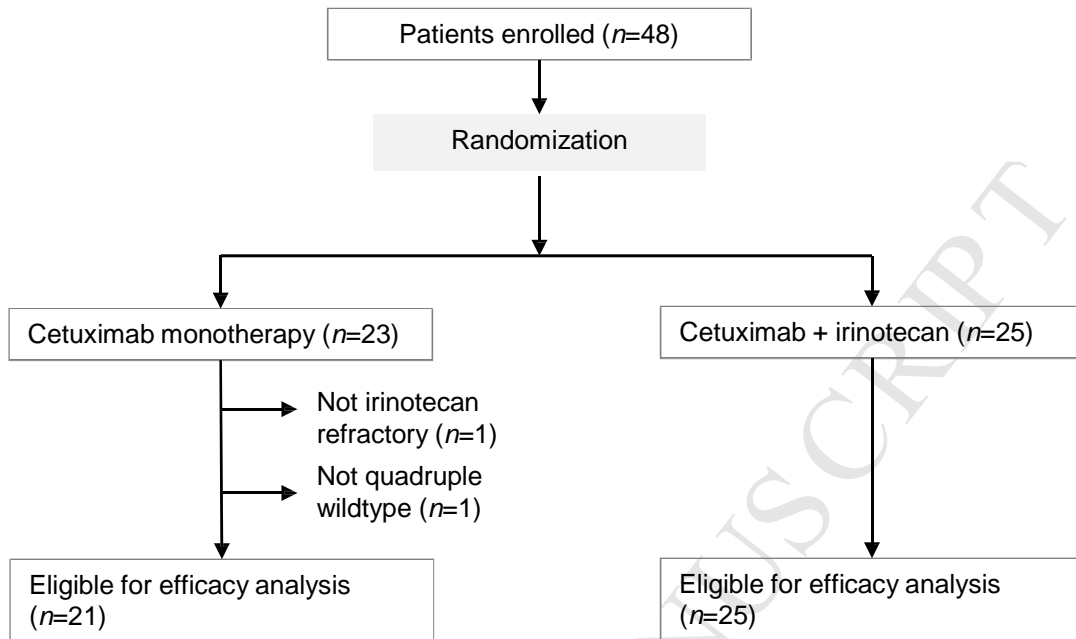 Patients enrolled (n=48)
Randomization
Cetuximab monotherapy (n=23)
Cetuximab + irinotecan (n=25)
Not irinotecan
refractory (n=1)
Not quadruple
wildtype (n=1)
Eligible for efficacy analysis
(n=21)
Eligible for efficacy analysis
(n=25)
NUSCRIPT